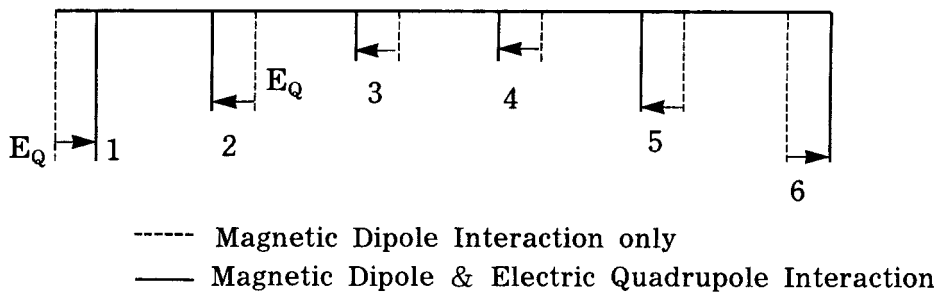 3
4
E_Q
2
5
E_Q
1
6
------ Magnetic Dipole Interaction only
—— Magnetic Dipole & Electric Quadrupole Interaction